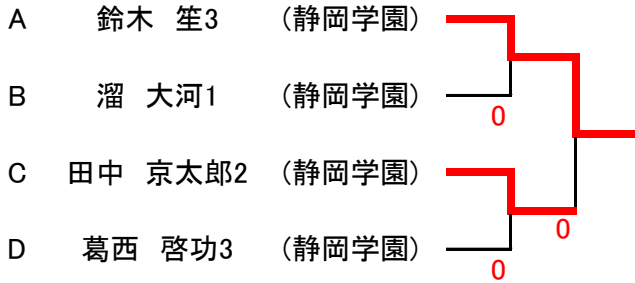 A 鈴木 笙3 (静岡学園)
B 溜 大河1 (静岡学園)
0
C 田中 京太郎2 (静岡学園)
0
D 葛西 啓功3 (静岡学園)
0